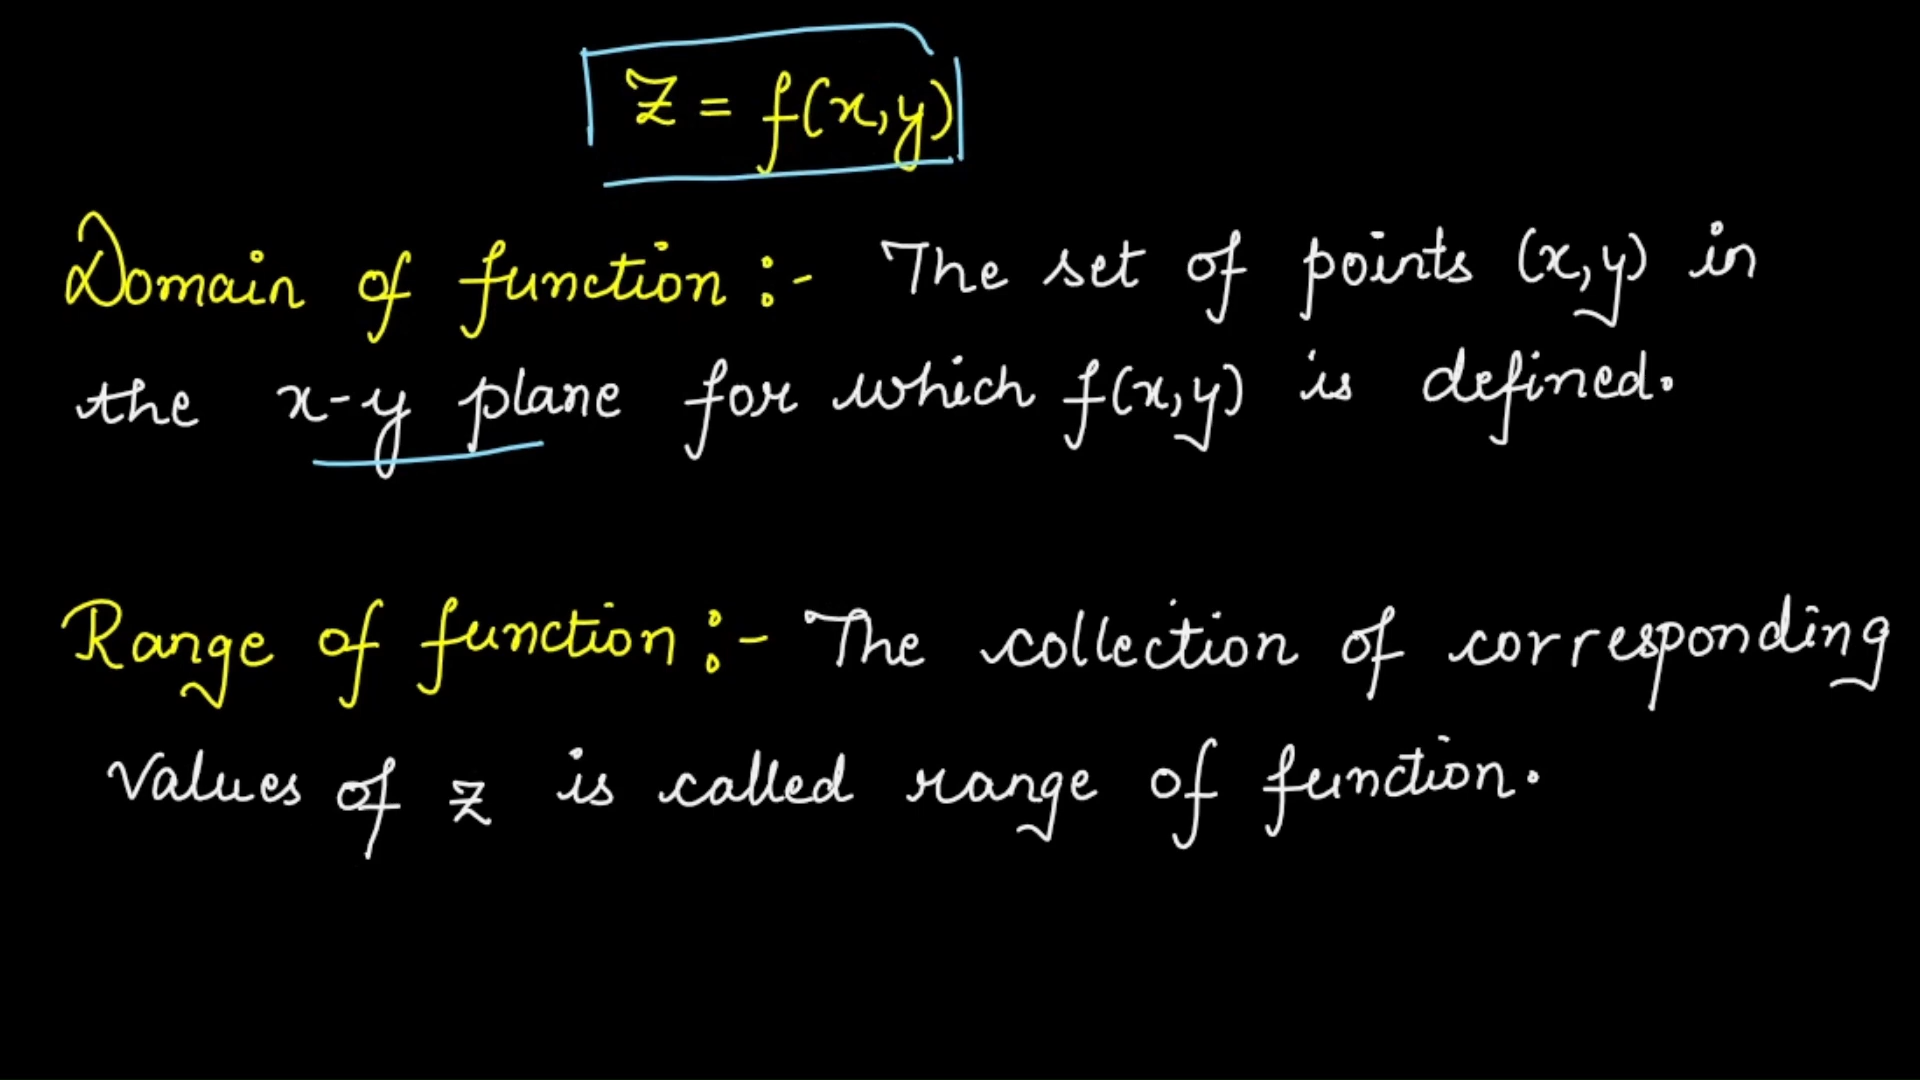 Z = f(x,y)
Domain of function :- The set of points (x,y) in
the x-y plane for which f(x,y) is defined.
Range of function :- The collection of corresponding
values of z is called range of function.